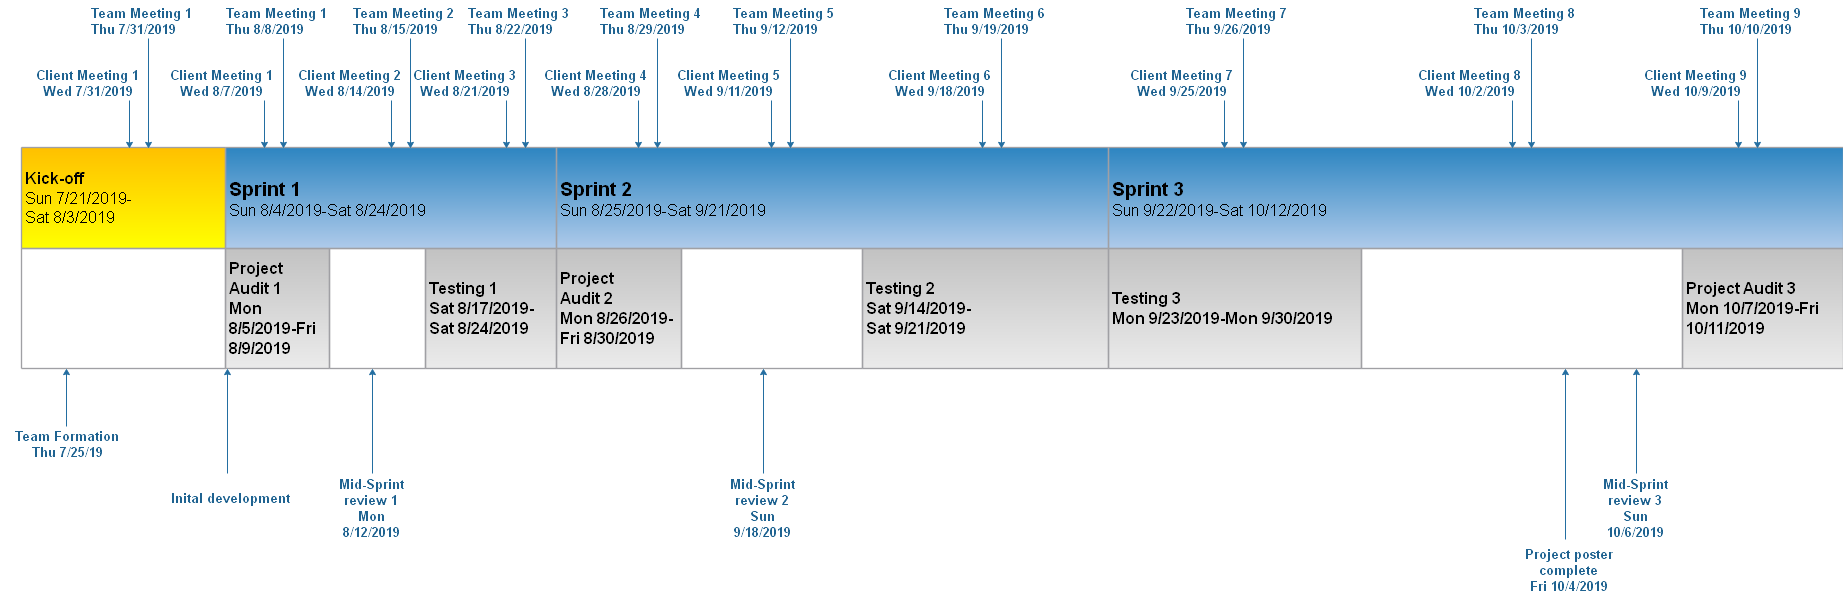 Team Meeting 1
Thu 7/31/2019
Team Meeting 1
Thu 8/8/2019
Team Meeting 2
Thu 8/15/2019
Team Meeting 3
Thu 8/22/2019
Team Meeting 4
Thu 8/29/2019
Team Meeting 5
Thu 9/12/2019
Team Meeting 6
Thu 9/19/2019
Team Meeting 7
Thu 9/26/2019
Team Meeting 8
Thu 10/3/2019
Team Meeting 9
Thu 10/10/2019
Client Meeting 1
Wed 7/31/2019
Client Meeting 1
Wed 8/7/2019
Client Meeting 2
Wed 8/14/2019
Client Meeting 3
Wed 8/21/2019
Client Meeting 4
Wed 8/28/2019
Client Meeting 5
Wed 9/11/2019
Client Meeting 6
Wed 9/18/2019
Client Meeting 7
Wed 9/25/2019
Client Meeting 8
Wed 10/2/2019
Client Meeting 9
Wed 10/9/2019
Kick-off
Sun 7/21/2019-
Sat 8/3/2019
Sprint 1
Sun 8/4/2019-Sat 8/24/2019
Sprint 2
Sun 8/25/2019-Sat 9/21/2019
Sprint 3
Sun 9/22/2019-Sat 10/12/2019
Project
Audit 1
Mon
8/5/2019-Fri
8/9/2019
Testing 1
Sat 8/17/2019-
Sat 8/24/2019
Project
Audit 2
Mon 8/26/2019-
Fri 8/30/2019
Testing 2
Sat 9/14/2019-
Sat 9/21/2019
Testing 3
Mon 9/23/2019-Mon 9/30/2019
Project Audit 3
Mon 10/7/2019-Fri
10/11/2019
Team Formation
Thu 7/25/19
Inital development
Mid-Sprint
review 1
Mon
8/12/2019
Mid-Sprint
review 2
Sun
9/18/2019
Mid-Sprint
review 3
Sun
10/6/2019
Project poster
complete
Fri 10/4/2019